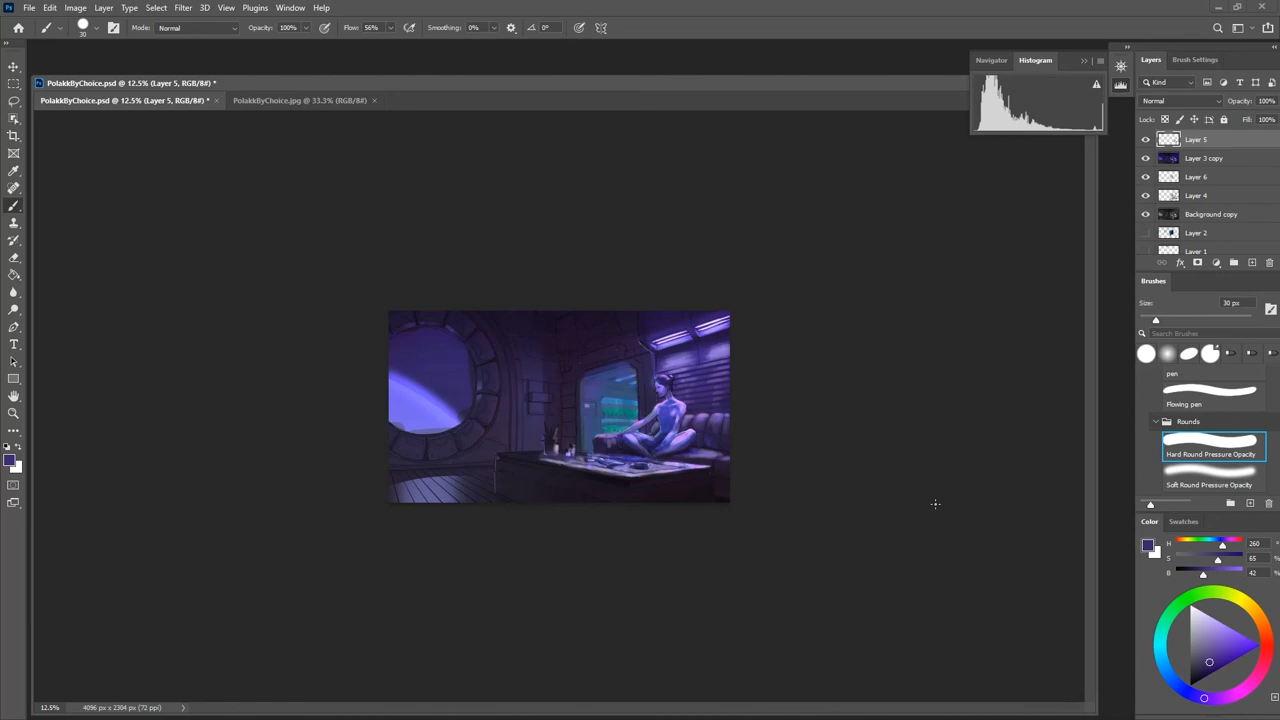 Ps File Edit Image Layer Type Select Filter 3D View Plugins Window Help
30 Mode: Normal Opacity: 100% Flow: 56% Smoothing: 0% 0°
PolakkByChoice.psd @ 12.5% (Layer 5, RGB/8#) *
PolakkByChoice.psd @ 12.5% (Layer 5, RGB/8#) * × PolakkByChoice.jpg @ 33.3% (RGB/8#) ×
Navigator Histogram
Layers Brush Settings
Kind
Normal Opacity: 100%
Lock: Fill: 100%
Layer 5
Layer 3 copy
Layer 6
Layer 4
Background copy
Layer 2
Layer 1
fx
Brushes
Size: 30 px
Search Brushes
pen
Flowing pen
Rounds
Hard Round Pressure Opacity
Soft Round Pressure Opacity
Color Swatches
H 260 °
S 65 %
B 42 %
12.5% 4096 px x 2304 px (72 ppi)